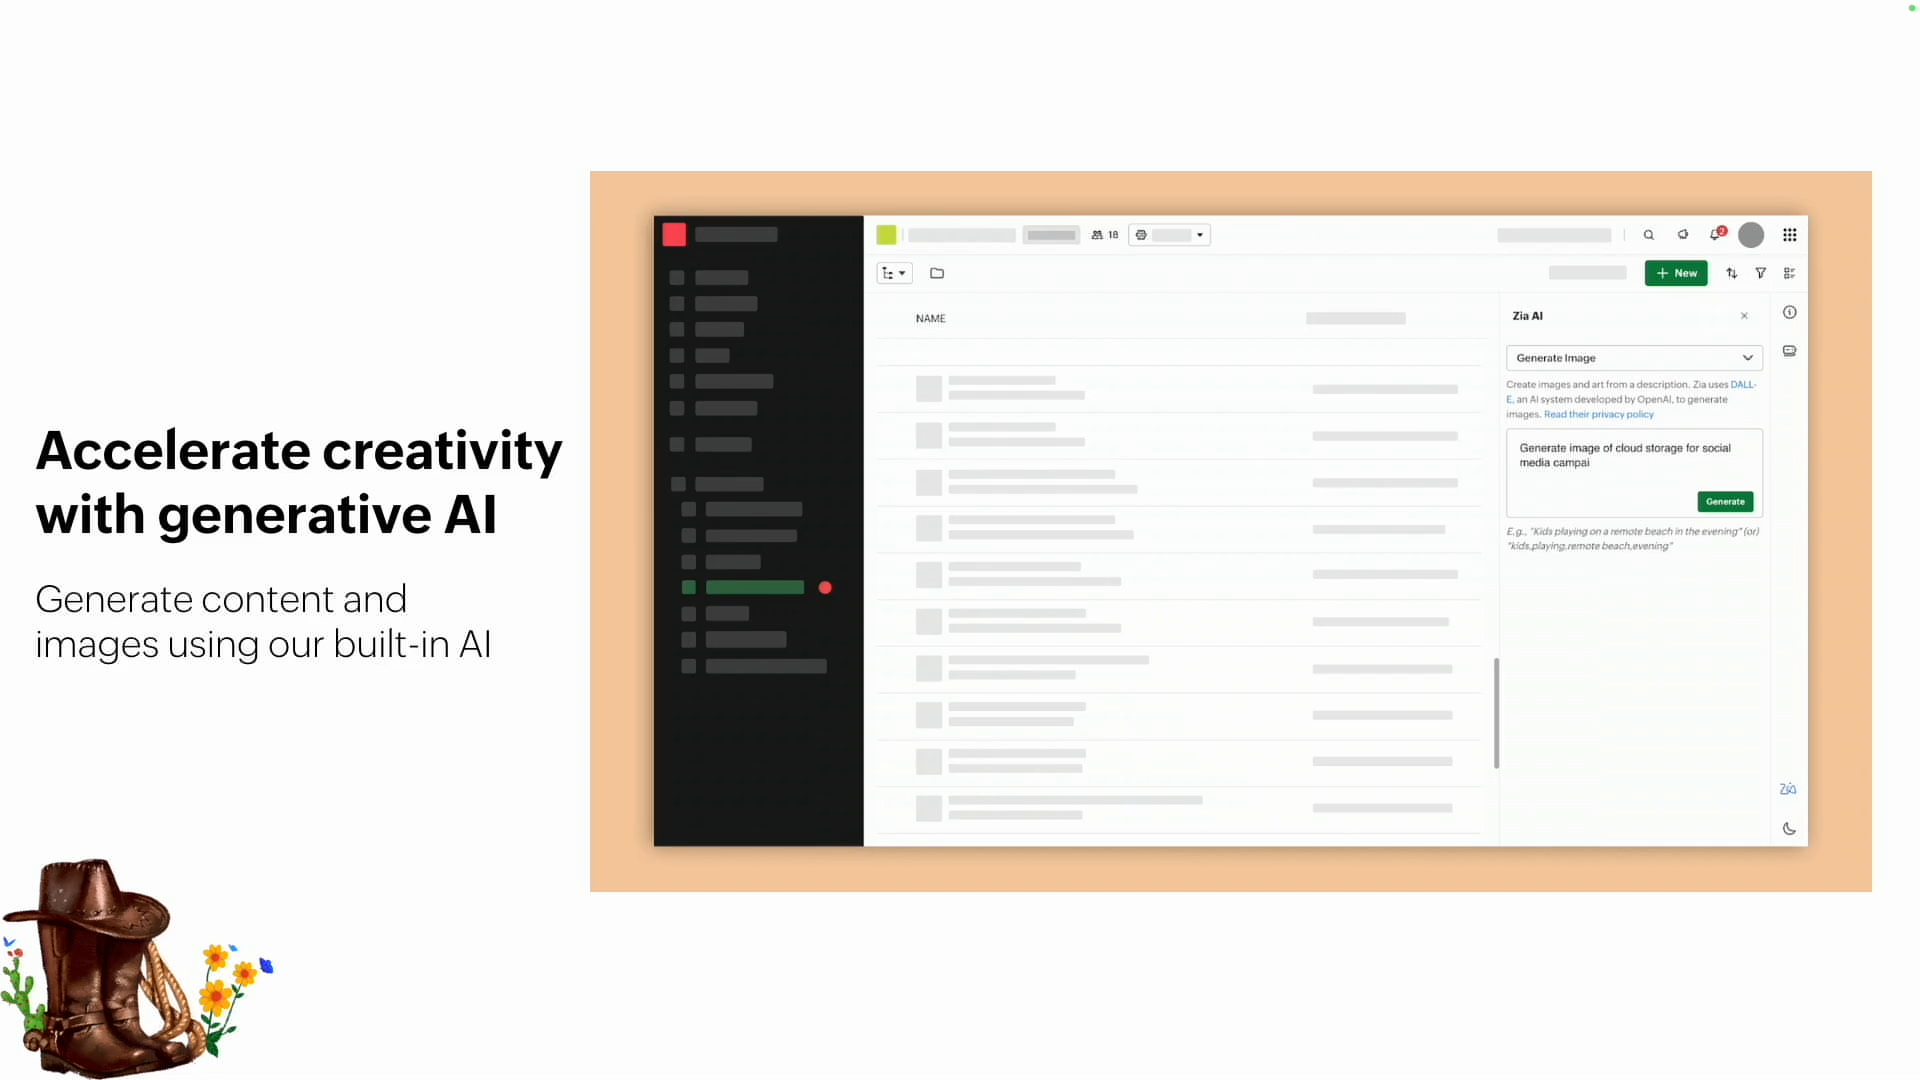 Accelerate creativity
with generative AI
Generate content and
images using our built-in AI
18
2
New
NAME
Zia AI
Generate Image
Create images and art from a description. Zia uses DALL-
E, an AI system developed by OpenAI, to generate
images. Read their privacy policy
Generate image of cloud storage for social
media campai
Generate
E.g., "Kids playing on a remote beach in the evening" (or)
"kids,playing,remote beach,evening"
Zia